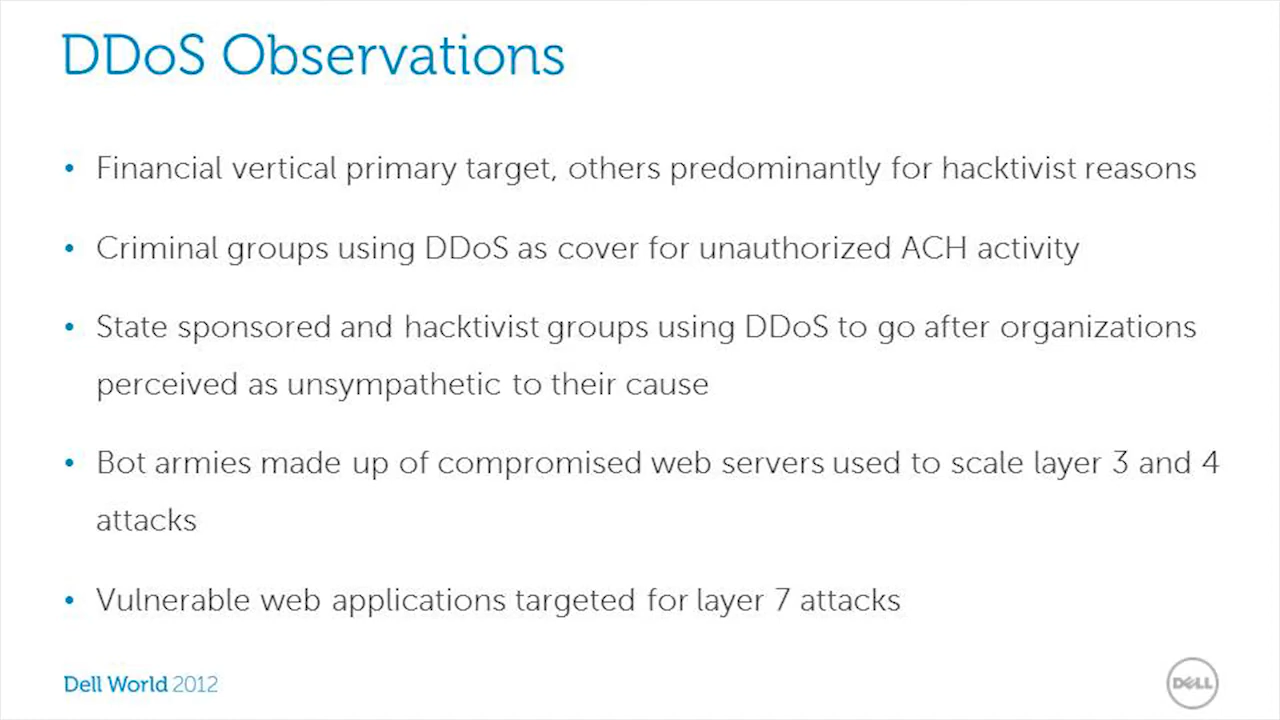 DDoS Observations
• Financial vertical primary target, others predominantly for hacktivist reasons
• Criminal groups using DDoS as cover for unauthorized ACH activity
• State sponsored and hacktivist groups using DDoS to go after organizations
perceived as unsympathetic to their cause
• Bot armies made up of compromised web servers used to scale layer 3 and 4
attacks
• Vulnerable web applications targeted for layer 7 attacks
Dell World 2012
DELL